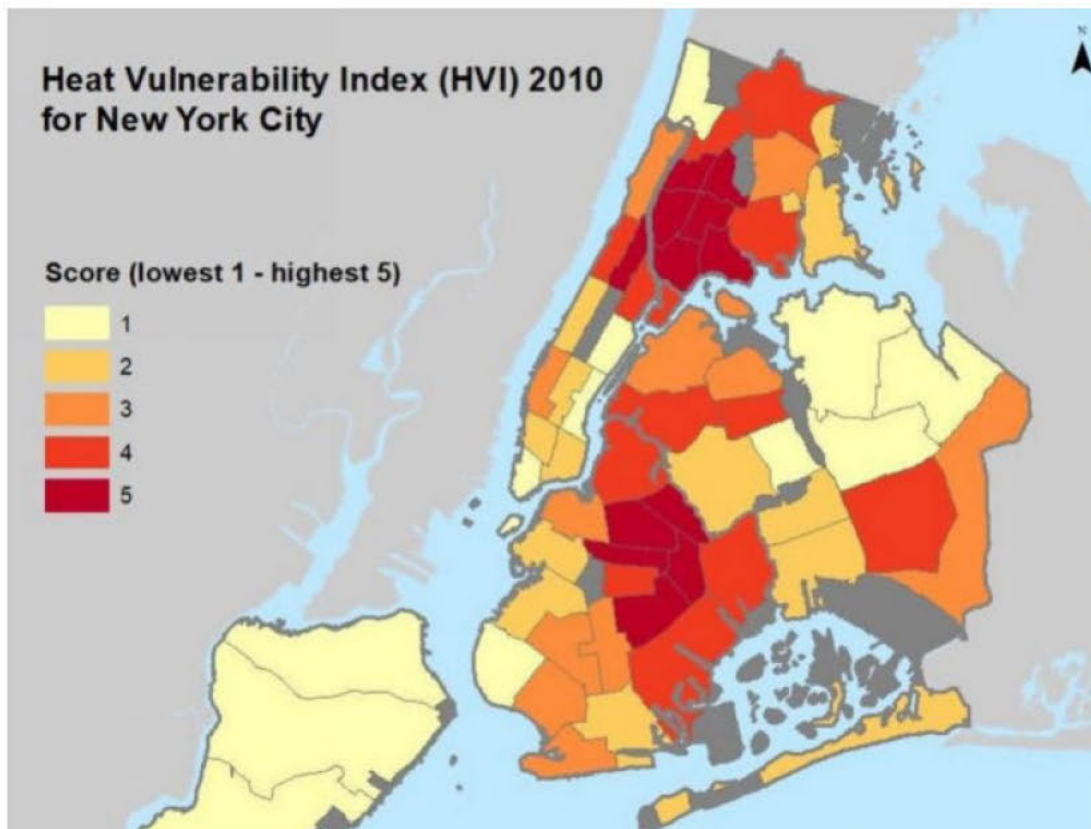 Heat Vulnerability Index (HVI) 2010
for New York City
N
Score (lowest 1 - highest 5)
1
2
3
4
5